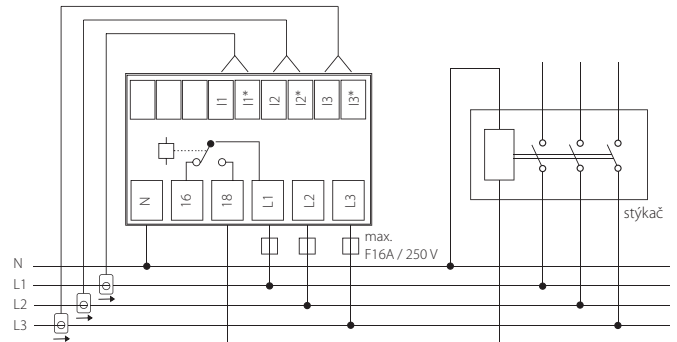 I1 I1* I2 I2* I3 I3*
N 16 18 L1 L2 L3
stýkač
max.
F16A / 250 V
N
L1
L2
L3